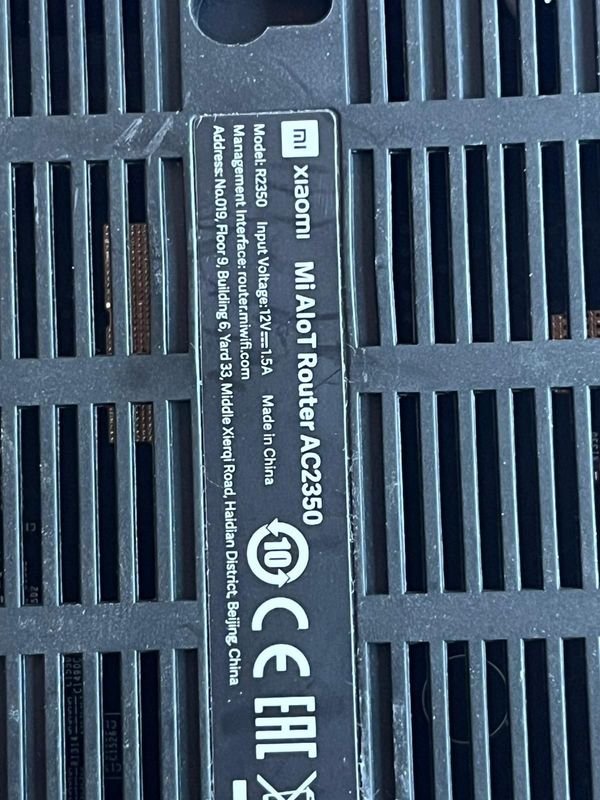 mi xiaomi Mi AIoT Router AC2350
Model: R2350 Input Voltage:12V⎓1.5A Made in China
Management Interface: router.miwifi.com
Address: No.019, Floor 9, Building 6, Yard 33, Middle Xierqi Road, Haidian District, Beijing, China
10 CE EAC